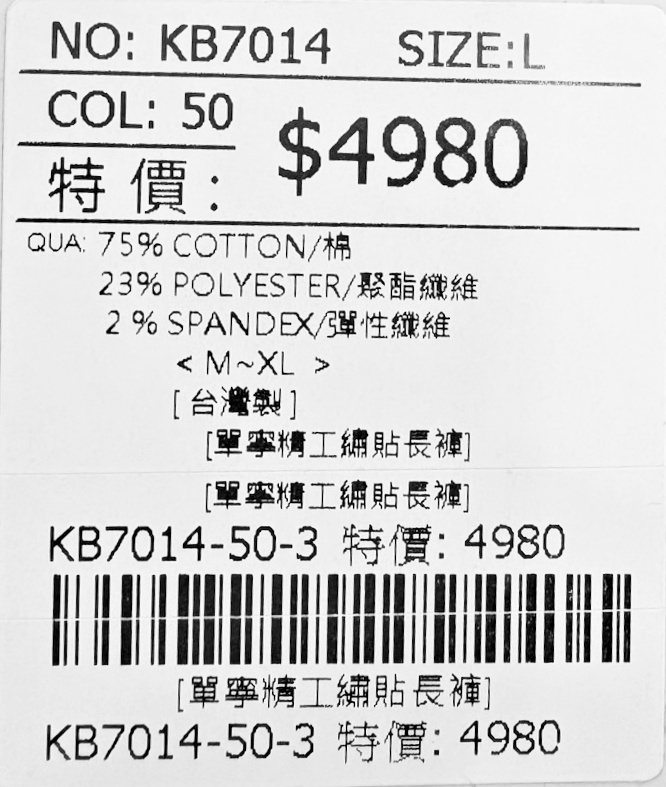 NO: KB7014 SIZE:L
COL: 50
$4980
特價:
QUA: 75% COTTON/棉
23% POLYESTER/聚酯纖維
2 % SPANDEX/彈性纖維
< M~XL >
[台灣製]
[單寧精工繡貼長褲]
[單寧精工繡貼長褲]
KB7014-50-3 特價: 4980
[單寧精工繡貼長褲]
KB7014-50-3 特價: 4980